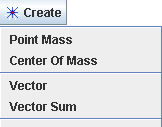 Create
Point Mass
Center Of Mass
Vector
Vector Sum